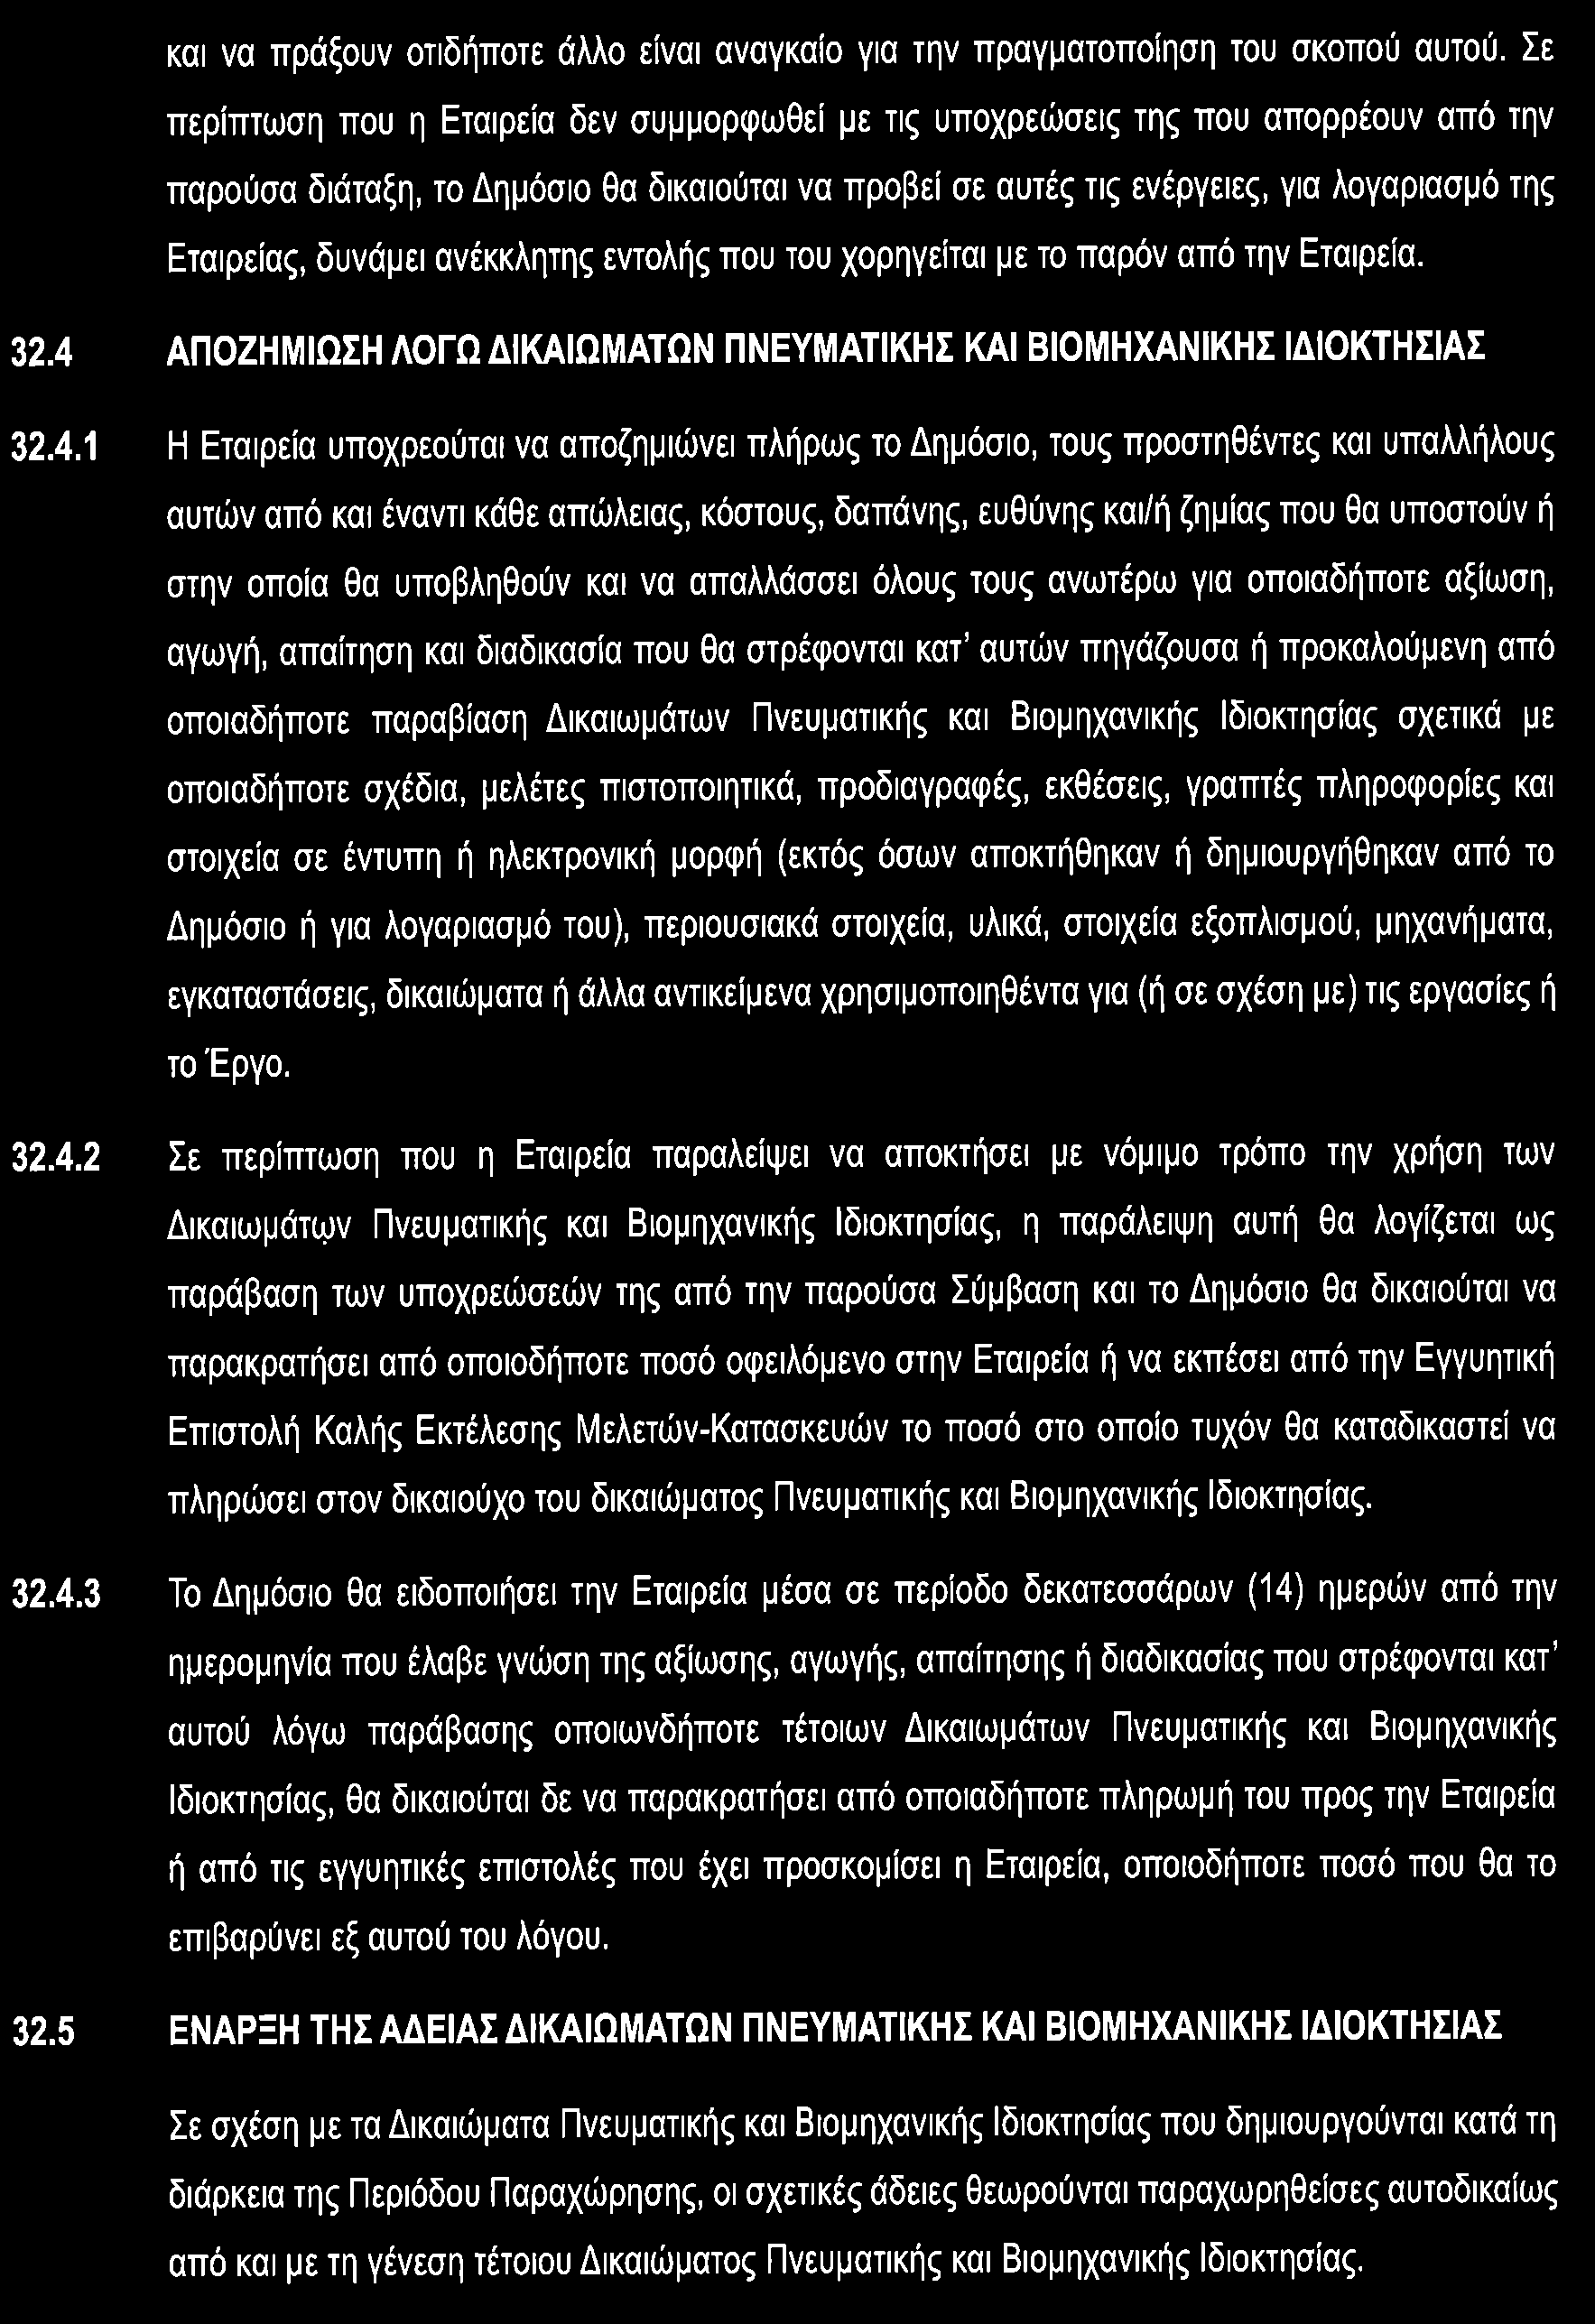 και να πράξουν οτιδήποτε άλλο είναι αναγκαίο για την πραγματοποίηση του σκοπού αυτού. Σε
περίπτωση που η Εταιρεία δεν συμμορφωθεί με τις υποχρεώσεις της που απορρέουν από την
παρούσα διάταξη, το Δημόσιο θα δικαιούται να προβεί σε αυτές τις ενέργειες, για λογαριασμό της
Εταιρείας, δυνάμει ανέκκλητης εντολής που του χορηγείται με το παρόν από την Εταιρεία.
32.4 ΑΠΟΖΗΜΙΩΣΗ ΛΟΓΩ ΔΙΚΑΙΩΜΑΤΩΝ ΠΝΕΥΜΑΤΙΚΗΣ ΚΑΙ ΒΙΟΜΗΧΑΝΙΚΗΣ ΙΔΙΟΚΤΗΣΙΑΣ
32.4.1 Η Εταιρεία υποχρεούται να αποζημιώνει πλήρως το Δημόσιο, τους προστηθέντες και υπαλλήλους
αυτών από και έναντι κάθε απώλειας, κόστους, δαπάνης, ευθύνης και/ή ζημίας που θα υποστούν ή
στην οποία θα υποβληθούν και να απαλλάσσει όλους τους ανωτέρω για οποιαδήποτε αξίωση,
αγωγή, απαίτηση και διαδικασία που θα στρέφονται κατ’ αυτών πηγάζουσα ή προκαλούμενη από
οποιαδήποτε παραβίαση Δικαιωμάτων Πνευματικής και Βιομηχανικής Ιδιοκτησίας σχετικά με
οποιαδήποτε σχέδια, μελέτες πιστοποιητικά, προδιαγραφές, εκθέσεις, γραπτές πληροφορίες και
στοιχεία σε έντυπη ή ηλεκτρονική μορφή (εκτός όσων αποκτήθηκαν ή δημιουργήθηκαν από το
Δημόσιο ή για λογαριασμό του), περιουσιακά στοιχεία, υλικά, στοιχεία εξοπλισμού, μηχανήματα,
εγκαταστάσεις, δικαιώματα ή άλλα αντικείμενα χρησιμοποιηθέντα για (ή σε σχέση με) τις εργασίες ή
το Έργο.
32.4.2 Σε περίπτωση που η Εταιρεία παραλείψει να αποκτήσει με νόμιμο τρόπο την χρήση των
Δικαιωμάτων Πνευματικής και Βιομηχανικής Ιδιοκτησίας, η παράλειψη αυτή θα λογίζεται ως
παράβαση των υποχρεώσεών της από την παρούσα Σύμβαση και το Δημόσιο θα δικαιούται να
παρακρατήσει από οποιοδήποτε ποσό οφειλόμενο στην Εταιρεία ή να εκπέσει από την Εγγυητική
Επιστολή Καλής Εκτέλεσης Μελετών-Κατασκευών το ποσό στο οποίο τυχόν θα καταδικαστεί να
πληρώσει στον δικαιούχο του δικαιώματος Πνευματικής και Βιομηχανικής Ιδιοκτησίας.
32.4.3 Το Δημόσιο θα ειδοποιήσει την Εταιρεία μέσα σε περίοδο δεκατεσσάρων (14) ημερών από την
ημερομηνία που έλαβε γνώση της αξίωσης, αγωγής, απαίτησης ή διαδικασίας που στρέφονται κατ’
αυτού λόγω παράβασης οποιωνδήποτε τέτοιων Δικαιωμάτων Πνευματικής και Βιομηχανικής
Ιδιοκτησίας, θα δικαιούται δε να παρακρατήσει από οποιαδήποτε πληρωμή του προς την Εταιρεία
ή από τις εγγυητικές επιστολές που έχει προσκομίσει η Εταιρεία, οποιοδήποτε ποσό που θα το
επιβαρύνει εξ αυτού του λόγου.
32.5 ΕΝΑΡΞΗ ΤΗΣ ΑΔΕΙΑΣ ΔΙΚΑΙΩΜΑΤΩΝ ΠΝΕΥΜΑΤΙΚΗΣ ΚΑΙ ΒΙΟΜΗΧΑΝΙΚΗΣ ΙΔΙΟΚΤΗΣΙΑΣ
Σε σχέση με τα Δικαιώματα Πνευματικής και Βιομηχανικής Ιδιοκτησίας που δημιουργούνται κατά τη
διάρκεια της Περιόδου Παραχώρησης, οι σχετικές άδειες θεωρούνται παραχωρηθείσες αυτοδικαίως
από και με τη γένεση τέτοιου Δικαιώματος Πνευματικής και Βιομηχανικής Ιδιοκτησίας.